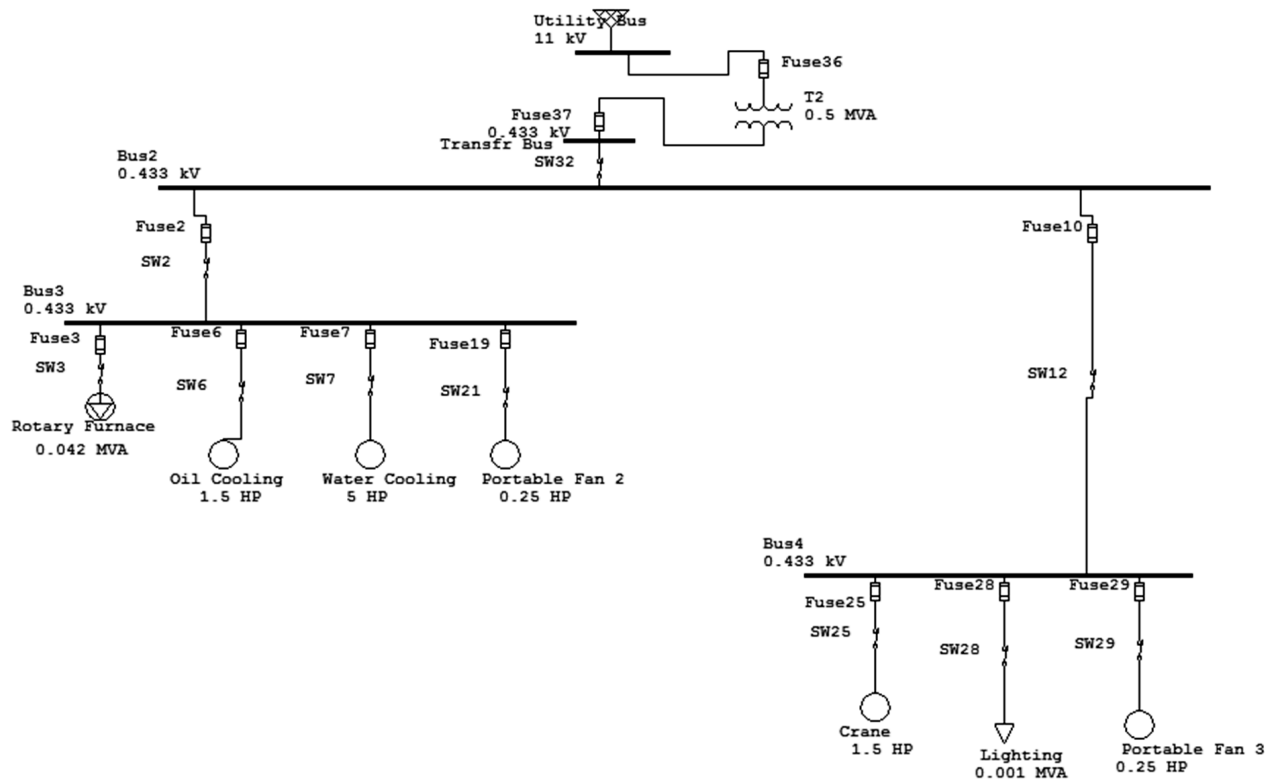 Utility Bus
11 kV
Fuse36
T2
0.5 MVA
Fuse37
0.433 kV
Transfr Bus
SW32
Bus2
0.433 kV
Fuse2
SW2
Fuse10
Bus3
0.433 kV
Fuse3
Fuse6
Fuse7
Fuse19
SW3
SW6
SW7
SW21
SW12
Rotary Furnace
0.042 MVA
Oil Cooling
1.5 HP
Water Cooling
5 HP
Portable Fan 2
0.25 HP
Bus4
0.433 kV
Fuse25
Fuse28
Fuse29
SW25
SW28
SW29
Crane
1.5 HP
Lighting
0.001 MVA
Portable Fan 3
0.25 HP